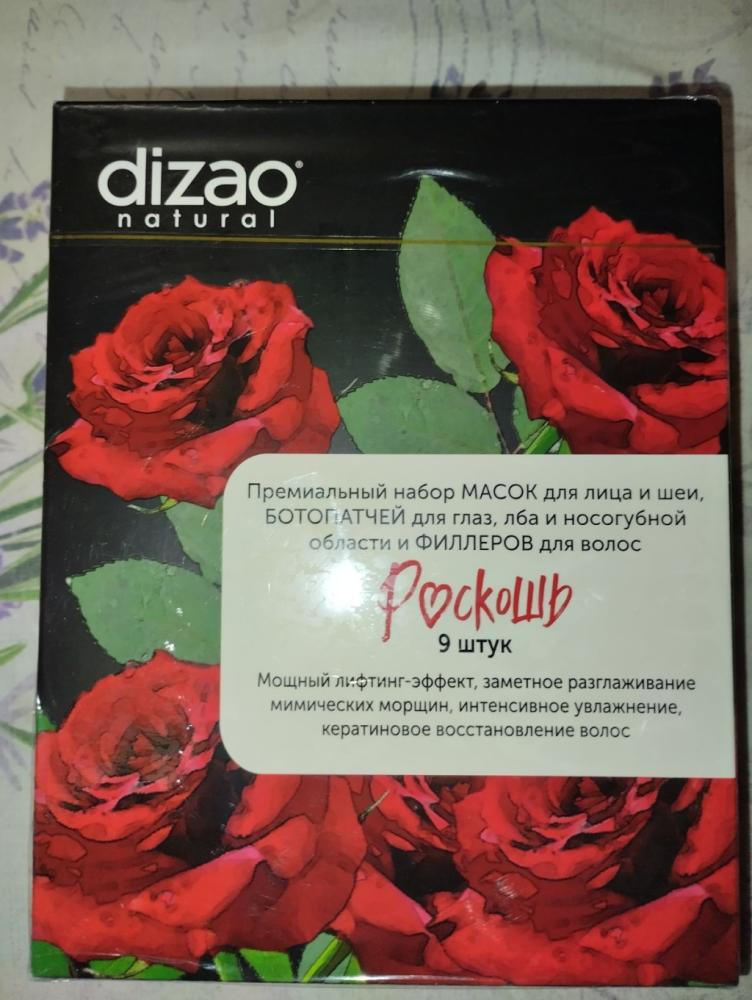 dizao®
natural
Премиальный набор МАСОК для лица и шеи,
БОТОПАТЧЕЙ для глаз, лба и носогубной
области и ФИЛЛЕРОВ для волос
Роскошь
9 штук
Мощный лифтинг-эффект, заметное разглаживание
мимических морщин, интенсивное увлажнение,
кератиновое восстановление волос